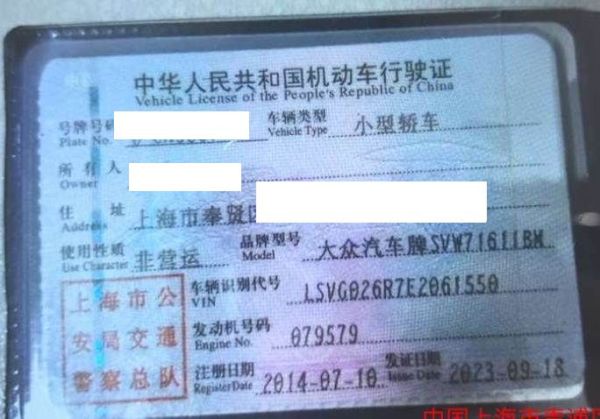 中华人民共和国机动车行驶证
Vehicle License of the People's Republic of China
号牌号码 车辆类型 小型轿车
Plate No. Vehicle Type
所有人
Owner
住 址 上海市奉贤区
Address
使用性质 非营运 品牌型号 大众汽车牌SVW71611BM
Use Character Model
上海市公
安局交通
警察总队
车辆识别代号 LSVG026R7E2061550
VIN
发动机号码 079579
Engine No.
注册日期 2014-07-10 发证日期 2023-09-18
Register Date Issue Date